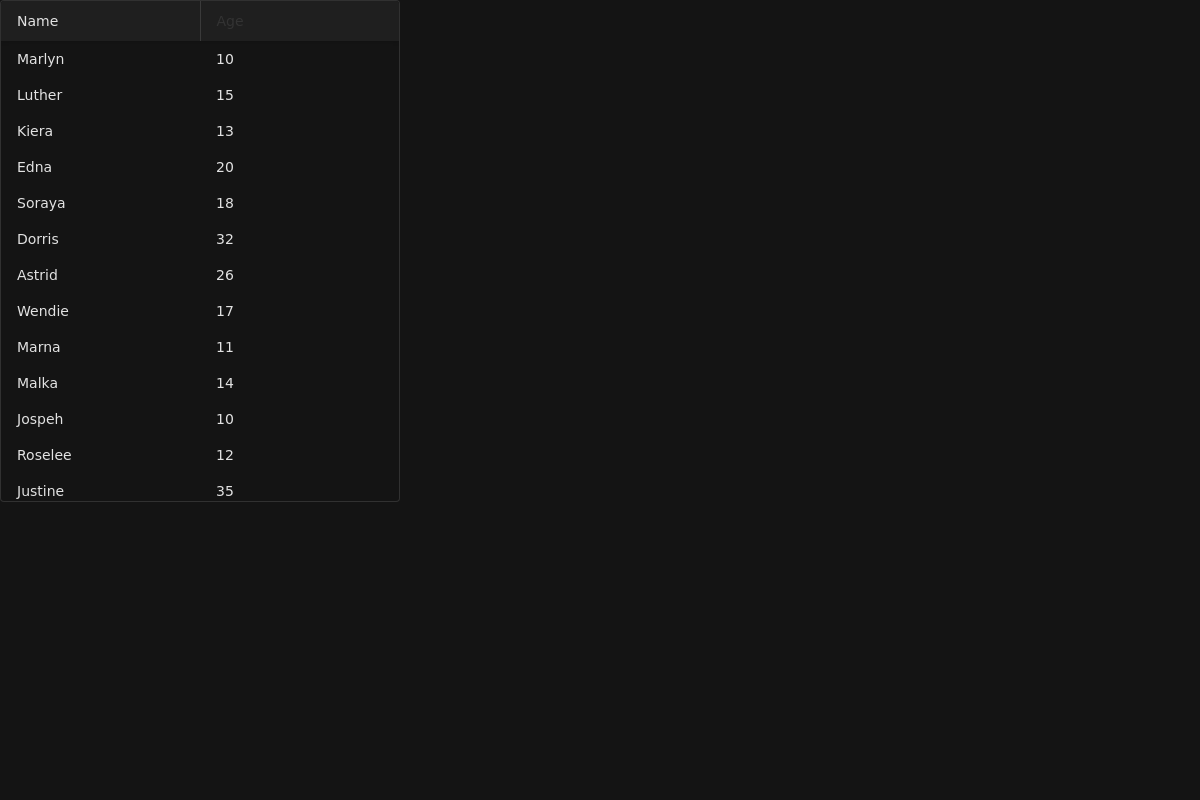 Name Age
Marlyn 10
Luther 15
Kiera 13
Edna 20
Soraya 18
Dorris 32
Astrid 26
Wendie 17
Marna 11
Malka 14
Jospeh 10
Roselee 12
Justine 35